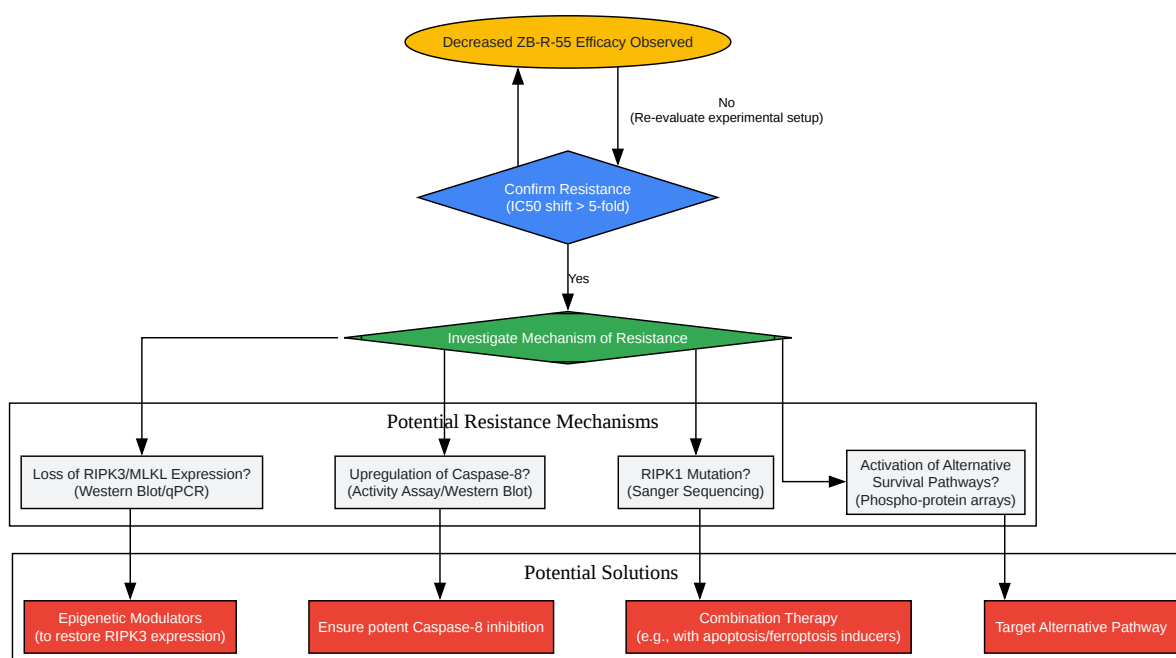 Decreased ZB-R-55 Efficacy Observed
No
(Re-evaluate experimental setup)
Confirm Resistance
(IC50 shift > 5-fold)
Yes
Investigate Mechanism of Resistance
Potential Resistance Mechanisms
Loss of RIPK3/MLKL Expression?
(Western Blot/qPCR)
Upregulation of Caspase-8?
(Activity Assay/Western Blot)
RIPK1 Mutation?
(Sanger Sequencing)
Activation of Alternative
Survival Pathways?
(Phospho-protein arrays)
Potential Solutions
Epigenetic Modulators
(to restore RIPK3 expression)
Ensure potent Caspase-8 inhibition
Combination Therapy
(e.g., with apoptosis/ferroptosis inducers)
Target Alternative Pathway